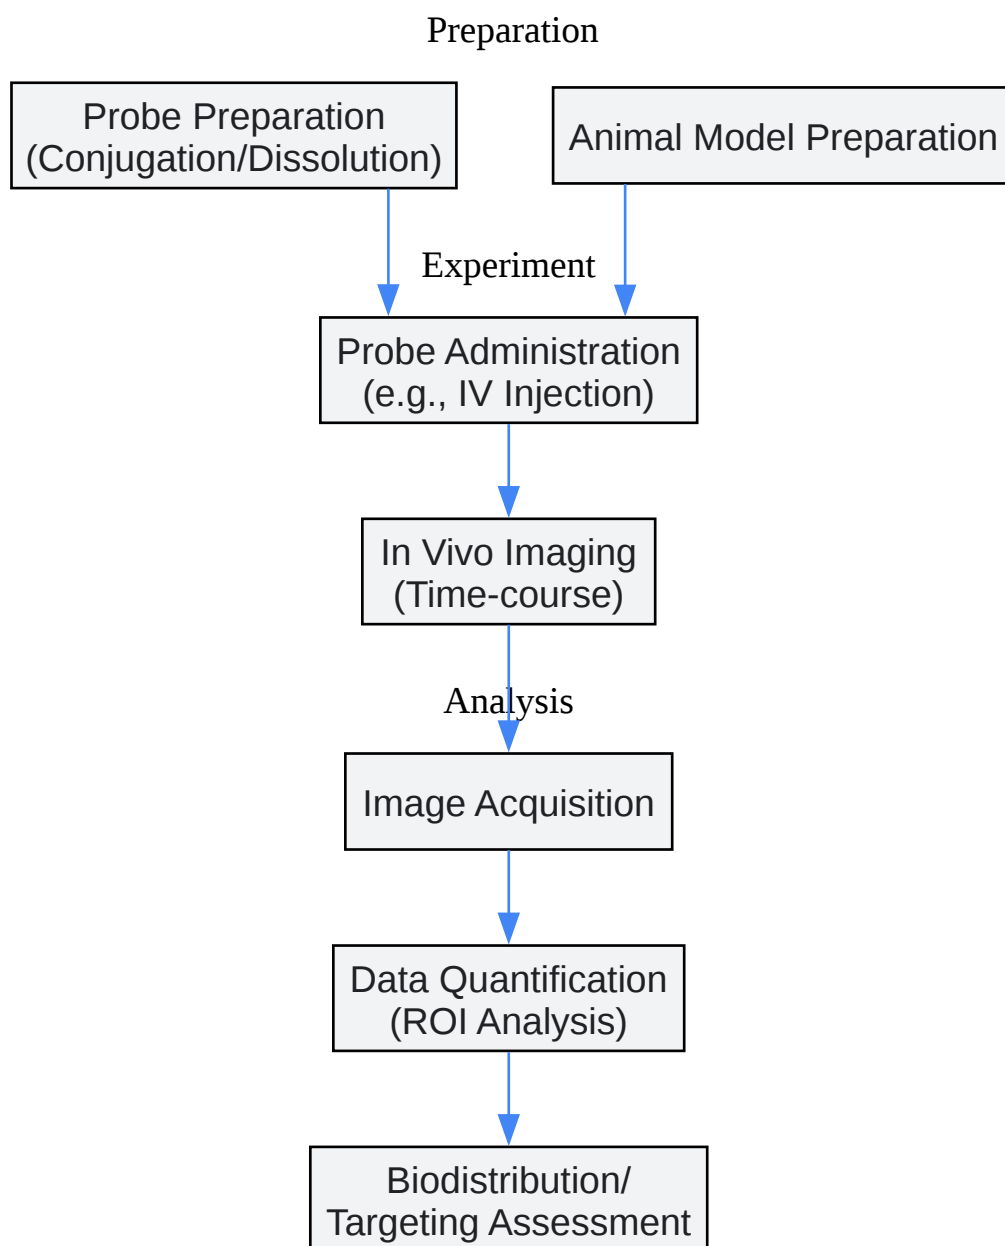 Preparation
Probe Preparation
(Conjugation/Dissolution)
Animal Model Preparation
Experiment
Probe Administration
(e.g., IV Injection)
In Vivo Imaging
(Time-course)
Analysis
Image Acquisition
Data Quantification
(ROI Analysis)
Biodistribution/
Targeting Assessment